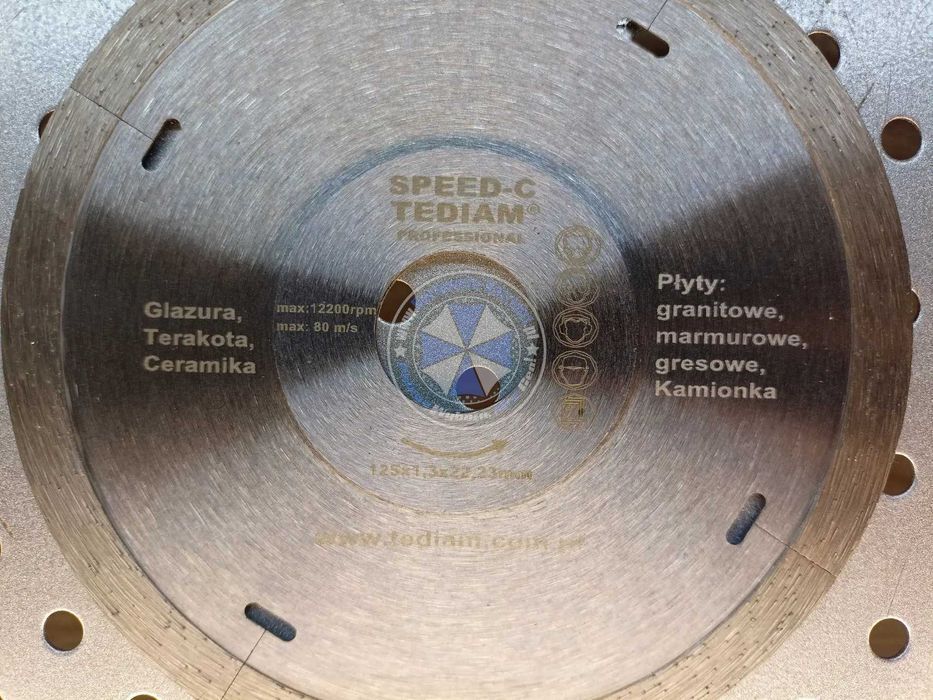 SPEED-C
TEDIAM®
PROFESSIONAL
Glazura,
Terakota,
Ceramika
max:12200rpm
max: 80 m/s
Płyty:
granitowe,
marmurowe,
gresowe,
Kamionka
125x1,3x22,23mm
www.tediam.com.pl